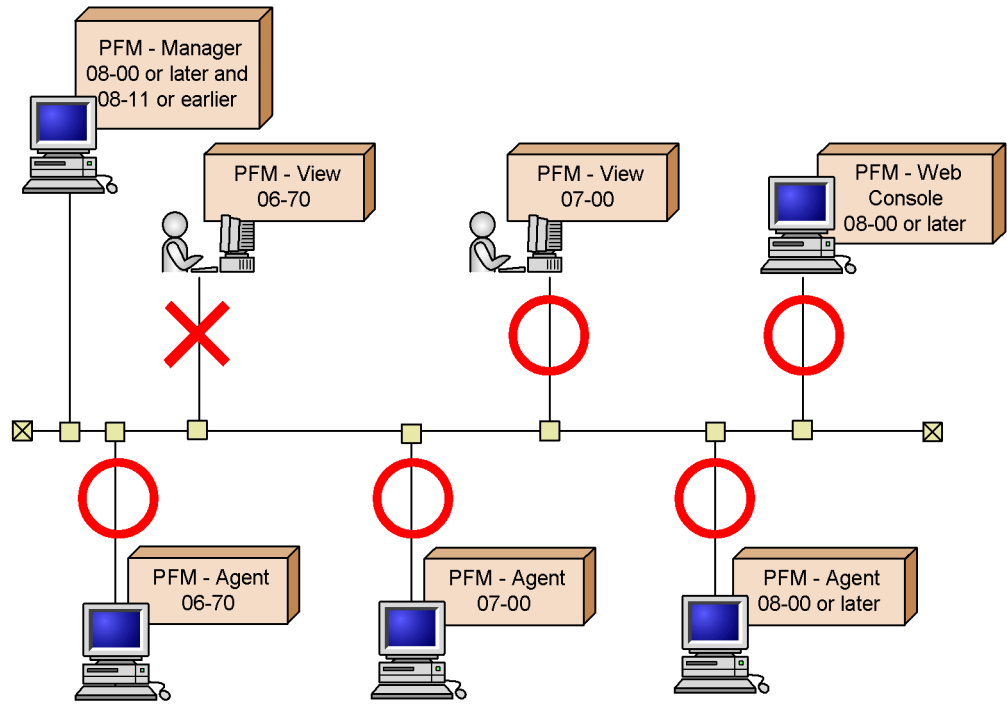 PFM - Manager
08-00 or later and
08-11 or earlier
PFM - View
06-70
PFM - View
07-00
PFM - Web
Console
08-00 or later
PFM - Agent
06-70
PFM - Agent
07-00
PFM - Agent
08-00 or later